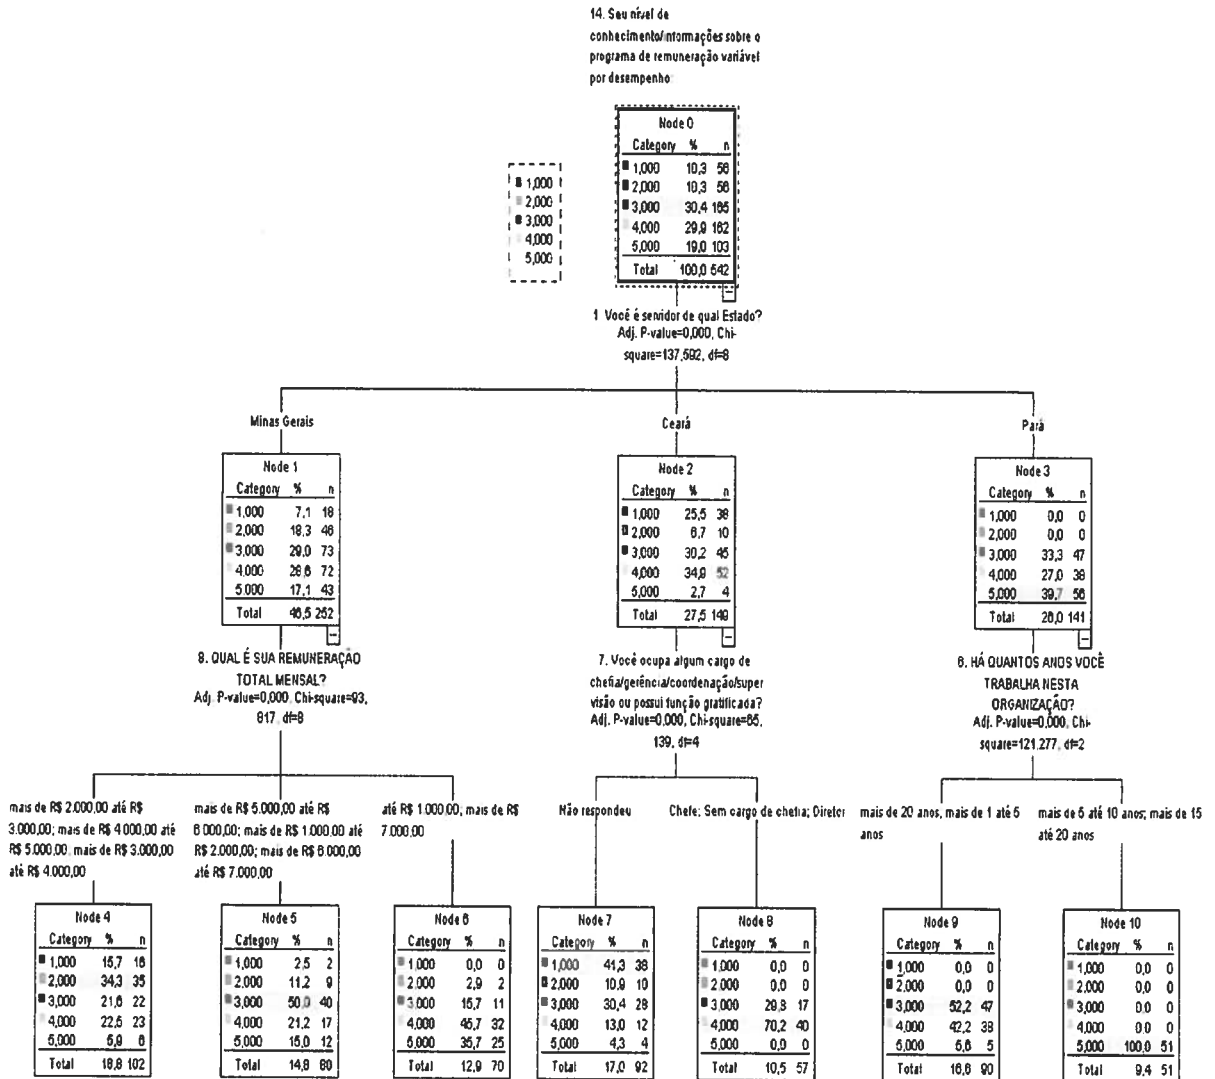 14. Seu nível de
conhecimento/informações sobre o
programa de remuneração variável
por desempenho
Node 0
Category % n
1,000 10,3 56
2,000 10,3 56
3,000 30,4 165
4,000 29,9 162
5,000 19,0 103
Total 100,0 542
1,000
2,000
3,000
4,000
5,000
1 Você é servidor de qual Estado?
Adj. P-value=0,000, Chi-
square=137,592, df=8
Minas Gerais
Ceará
Pará
Node 1
Category % n
1,000 7,1 18
2,000 18,3 46
3,000 29,0 73
4,000 28,6 72
5,000 17,1 43
Total 46,5 252
Node 2
Category % n
1,000 25,5 38
2,000 6,7 10
3,000 30,2 45
4,000 34,9 52
5,000 2,7 4
Total 27,5 149
Node 3
Category % n
1,000 0,0 0
2,000 0,0 0
3,000 33,3 47
4,000 27,0 38
5,000 39,7 56
Total 26,0 141
8. QUAL É SUA REMUNERAÇÃO
TOTAL MENSAL?
Adj. P-value=0,000, Chi-square=93,
817, df=8
7. Você ocupa algum cargo de
chefia/gerência/coordenação/super
visão ou possui função gratificada?
Adj. P-value=0,000, Chi-square=65,
139, df=4
6. HÁ QUANTOS ANOS VOCÊ
TRABALHA NESTA
ORGANIZAÇÃO?
Adj. P-value=0,000, Chi-
square=121,277, df=2
mais de R$ 2.000,00 até R$
3.000,00; mais de R$ 4.000,00 até
R$ 5.000,00, mais de R$ 3.000,00
até R$ 4.000,00
mais de R$ 5.000,00 até R$
6.000,00; mais de R$ 1.000,00 até
R$ 2.000,00; mais de R$ 6.000,00
até R$ 7.000,00
até R$ 1.000,00; mais de R$
7.000,00
Não respondeu
Chefe; Sem cargo de chefia; Diretor
mais de 20 anos, mais de 1 até 5
anos
mais de 5 até 10 anos; mais de 15
até 20 anos
Node 4
Category % n
1,000 15,7 16
2,000 34,3 35
3,000 21,6 22
4,000 22,5 23
5,000 5,9 6
Total 18,8 102
Node 5
Category % n
1,000 2,5 2
2,000 11,2 9
3,000 50,0 40
4,000 21,2 17
5,000 15,0 12
Total 14,8 80
Node 6
Category % n
1,000 0,0 0
2,000 2,9 2
3,000 15,7 11
4,000 45,7 32
5,000 35,7 25
Total 12,9 70
Node 7
Category % n
1,000 41,3 38
2,000 10,9 10
3,000 30,4 28
4,000 13,0 12
5,000 4,3 4
Total 17,0 92
Node 8
Category % n
1,000 0,0 0
2,000 0,0 0
3,000 29,8 17
4,000 70,2 40
5,000 0,0 0
Total 10,5 57
Node 9
Category % n
1,000 0,0 0
2,000 0,0 0
3,000 52,2 47
4,000 42,2 38
5,000 5,6 5
Total 16,6 90
Node 10
Category % n
1,000 0,0 0
2,000 0,0 0
3,000 0,0 0
4,000 0,0 0
5,000 100,0 51
Total 9,4 51